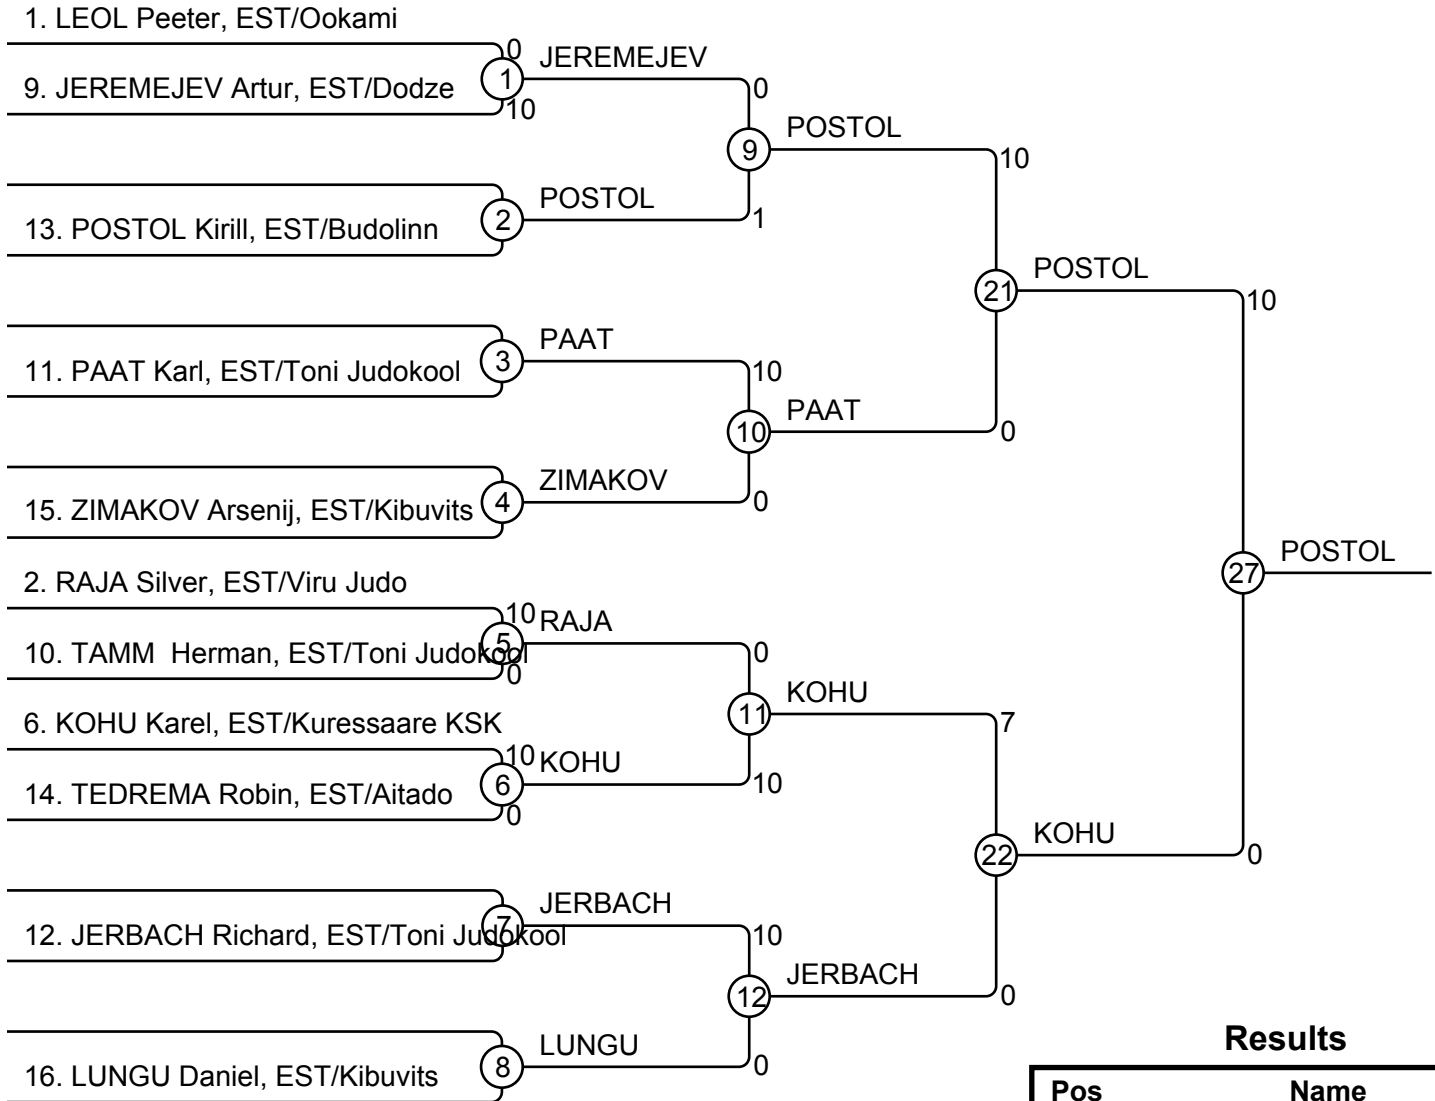 1. LEOL Peeter, EST/Ookami
0
JEREMEJEV
1
9. JEREMEJEV Artur, EST/Dodze
10
0
POSTOL
9
10
POSTOL
2
1
13. POSTOL Kirill, EST/Budolinn
POSTOL
21
10
PAAT
3
11. PAAT Karl, EST/Toni Judokool
10
PAAT
10
0
ZIMAKOV
4
0
15. ZIMAKOV Arsenij, EST/Kibuvits
POSTOL
27
2. RAJA Silver, EST/Viru Judo
10
RAJA
5
10. TAMM  Herman, EST/Toni Judokool
0
0
KOHU
11
7
6. KOHU Karel, EST/Kuressaare KSK
10
KOHU
6
10
14. TEDREMA Robin, EST/Aitado
0
KOHU
22
0
JERBACH
7
12. JERBACH Richard, EST/Toni Judokool
10
JERBACH
12
0
LUNGU
8
0
16. LUNGU Daniel, EST/Kibuvits
Results
Pos Name